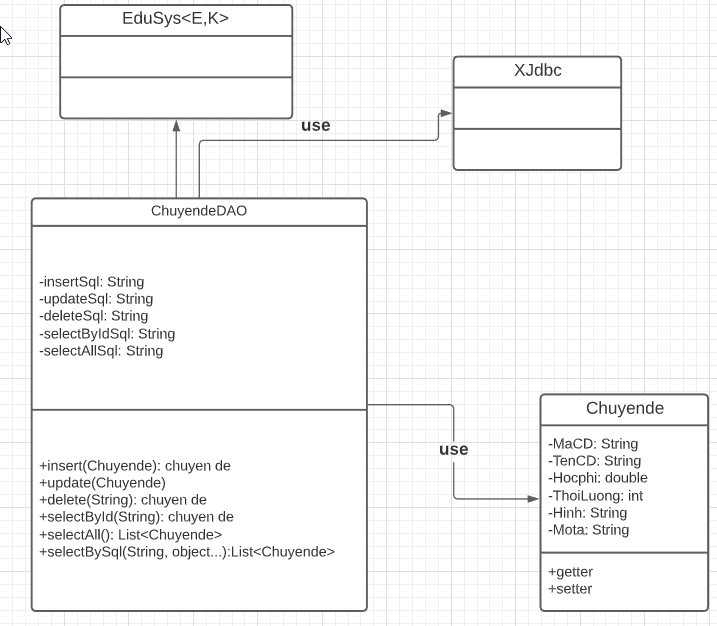 EduSys<E,K>
XJdbc
use
ChuyendeDAO
-insertSql: String
-updateSql: String
-deleteSql: String
-selectByIdSql: String
-selectAllSql: String
+insert(Chuyende): chuyen de
+update(Chuyende)
+delete(String): chuyen de
+selectById(String): chuyen de
+selectAll(): List<Chuyende>
+selectBySql(String, object...):List<Chuyende>
use
Chuyende
-MaCD: String
-TenCD: String
-Hocphi: double
-ThoiLuong: int
-Hinh: String
-Mota: String
+getter
+setter